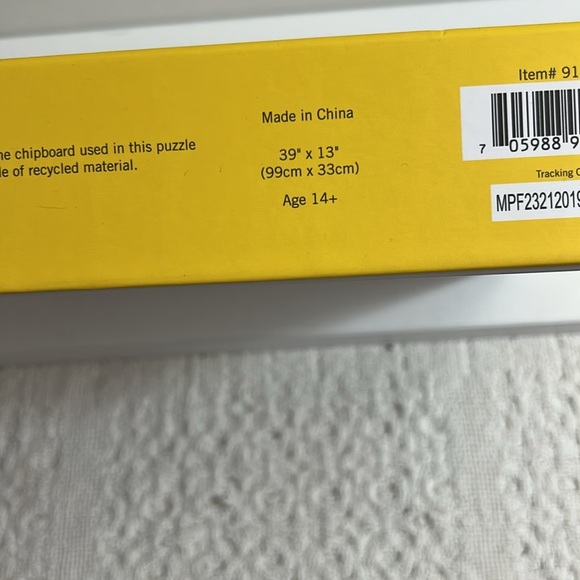 he chipboard used in this puzzle
le of recycled material.
Made in China
39" x 13"
(99cm x 33cm)
Age 14+
Item# 91
7 05988 9
Tracking C
MPF23212019